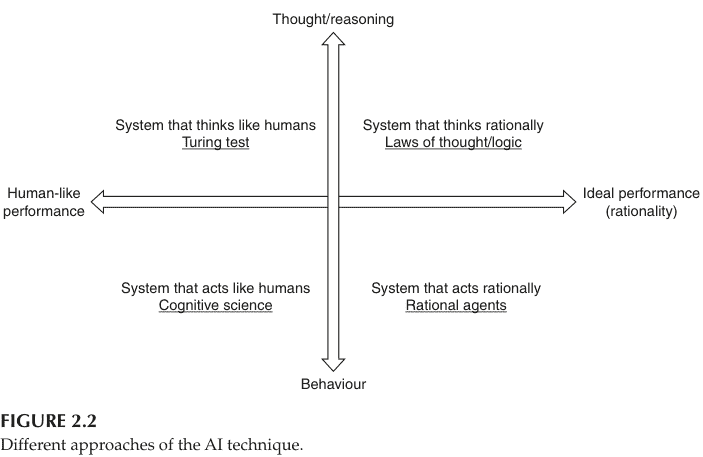 Thought/reasoning
System that thinks like humans
Turing test
System that thinks rationally
Laws of thought/logic
Human-like
performance
Ideal performance
(rationality)
System that acts like humans
Cognitive science
System that acts rationally
Rational agents
Behaviour
FIGURE 2.2
Different approaches of the AI technique.